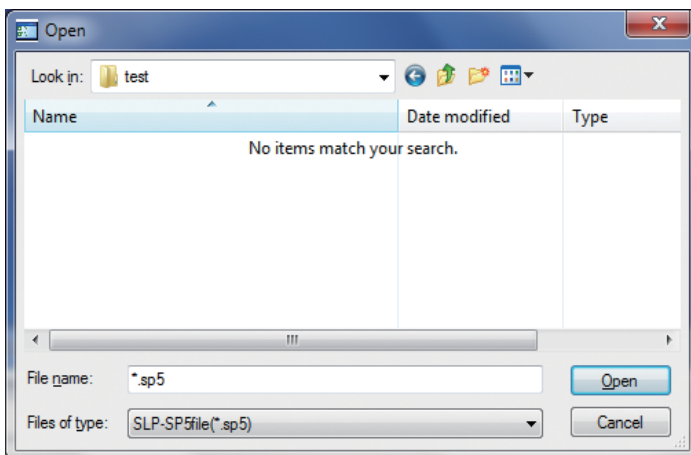 Open
Look in: test
Name Date modified Type
No items match your search.
File name: *.sp5 Open
Files of type: SLP-SP5file(*.sp5) Cancel